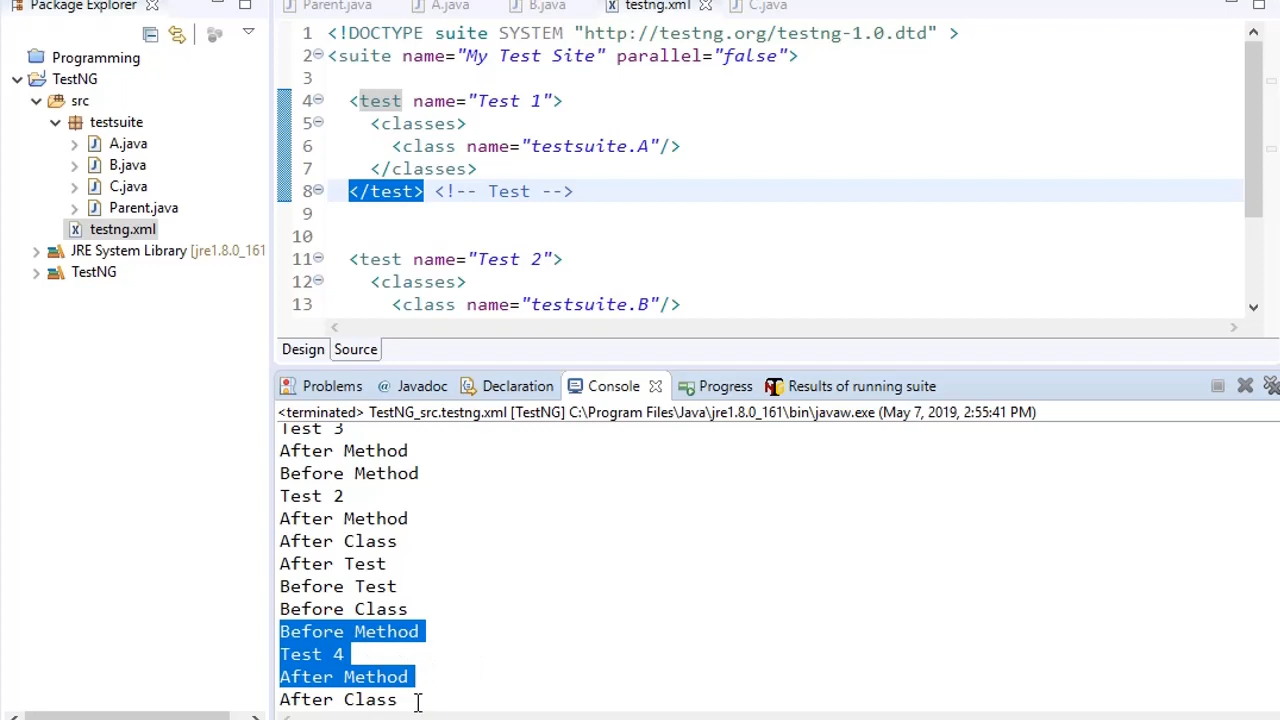 Package Explorer
Programming
TestNG
src
testsuite
A.java
B.java
C.java
Parent.java
testng.xml
JRE System Library [jre1.8.0_161
TestNG
Parent.java A.java B.java testng.xml C.java
1 <!DOCTYPE suite SYSTEM "http://testng.org/testng-1.0.dtd" >
2 <suite name="My Test Site" parallel="false">
3
4 <test name="Test 1">
5 <classes>
6 <class name="testsuite.A"/>
7 </classes>
8 </test> <!-- Test -->
9
10
11 <test name="Test 2">
12 <classes>
13 <class name="testsuite.B"/>
Design Source
Problems @ Javadoc Declaration Console Progress Results of running suite
<terminated> TestNG_src.testng.xml [TestNG] C:\Program Files\Java\jre1.8.0_161\bin\javaw.exe (May 7, 2019, 2:55:41 PM)
Test 3
After Method
Before Method
Test 2
After Method
After Class
After Test
Before Test
Before Class
Before Method
Test 4
After Method
After Class